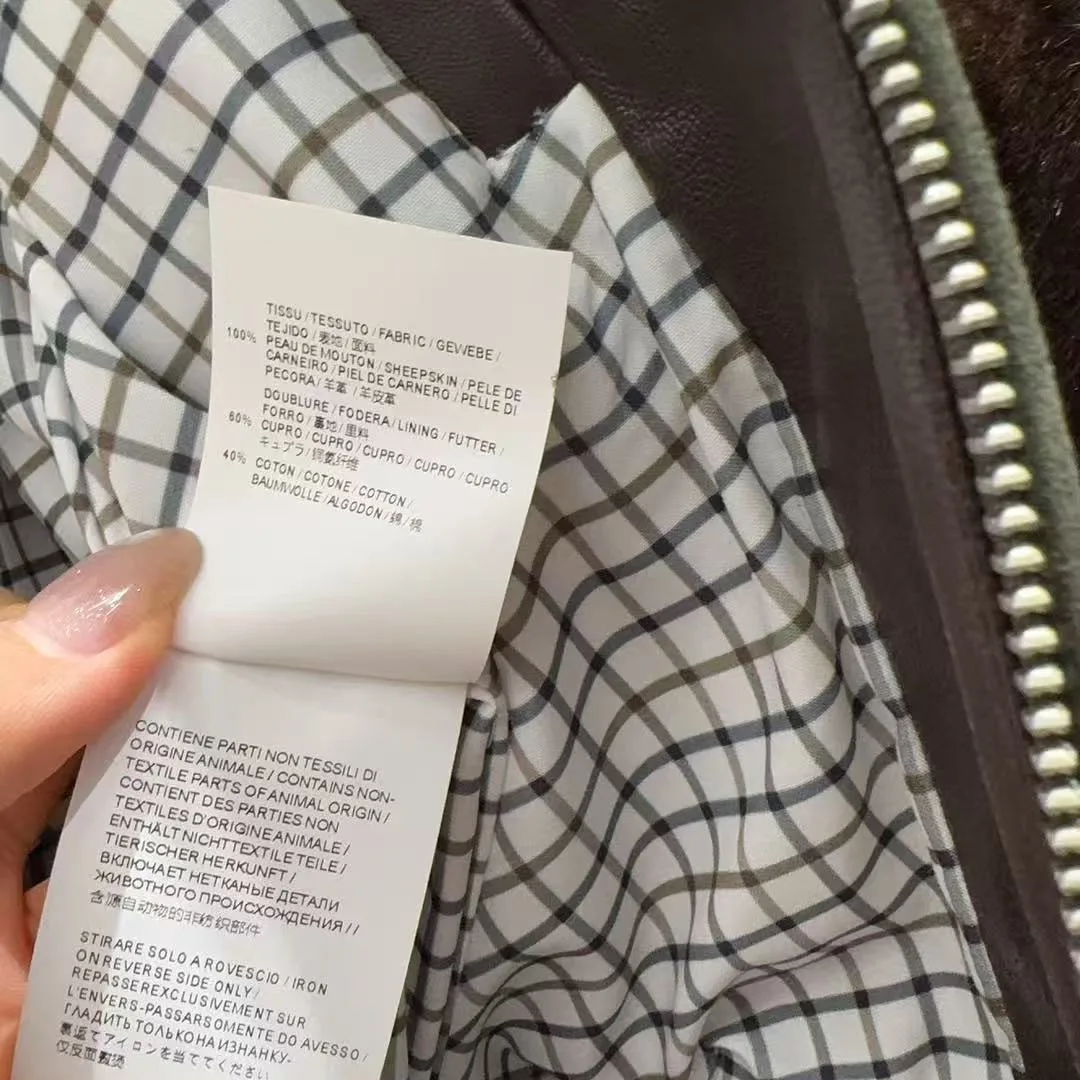 TISSU / TESSUTO / FABRIC / GEWEBE /
TEJIDO / 表地 / 面料
100% PEAU DE MOUTON / SHEEPSKIN / PELE DE
CARNEIRO / PIEL DE CARNERO / PELLE DI
PECORA / 羊革 / 羊皮革
DOUBLURE / FODERA / LINING / FUTTER /
FORRO / 裏地 / 里料
60% CUPRO / CUPRO / CUPRO / CUPRO / CUPRO
キュプラ / 铜氨纤维
40% COTON / COTONE / COTTON /
BAUMWOLLE / ALGODON / 綿 / 棉
CONTIENE PARTI NON TESSILI DI
ORIGINE ANIMALE / CONTAINS NON-
TEXTILE PARTS OF ANIMAL ORIGIN /
CONTIENT DES PARTIES NON
TEXTILES D'ORIGINE ANIMALE /
ENTHÄLT NICHTTEXTILE TEILE /
TIERISCHER HERKUNFT /
ВКЛЮЧАЕТ НЕТКАНЫЕ ДЕТАЛИ
ЖИВОТНОГО ПРОИСХОЖДЕНИЯ //
含源自动物的非纺织部件
STIRARE SOLO A ROVESCIO / IRON
ON REVERSE SIDE ONLY /
REPASSER EXCLUSIVEMENT SUR
L'ENVERS-PASSAR SOMENTE DO AVESSO /
ГЛАДИТЬ ТОЛЬКО НА ИЗНАНКУ-
裏返てアイロンを当ててください
仅反面熨烫